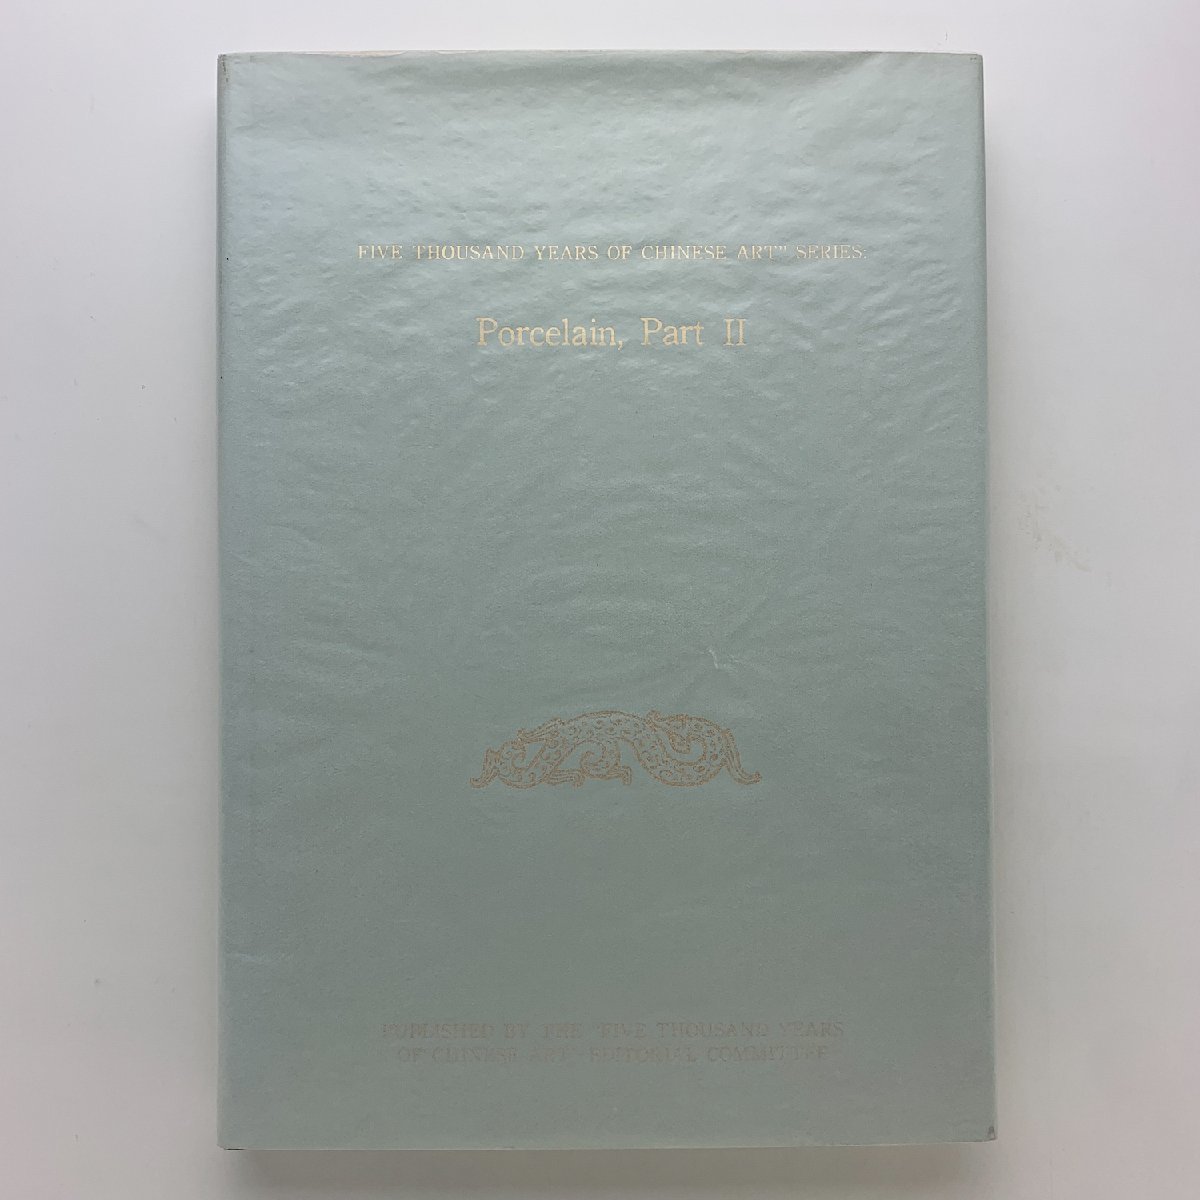 FIVE THOUSAND YEARS OF CHINESE ART" SERIES:
Porcelain, Part II
PUBLISHED BY THE "FIVE THOUSAND YEARS
OF CHINESE ART" EDITORIAL COMMITTEE